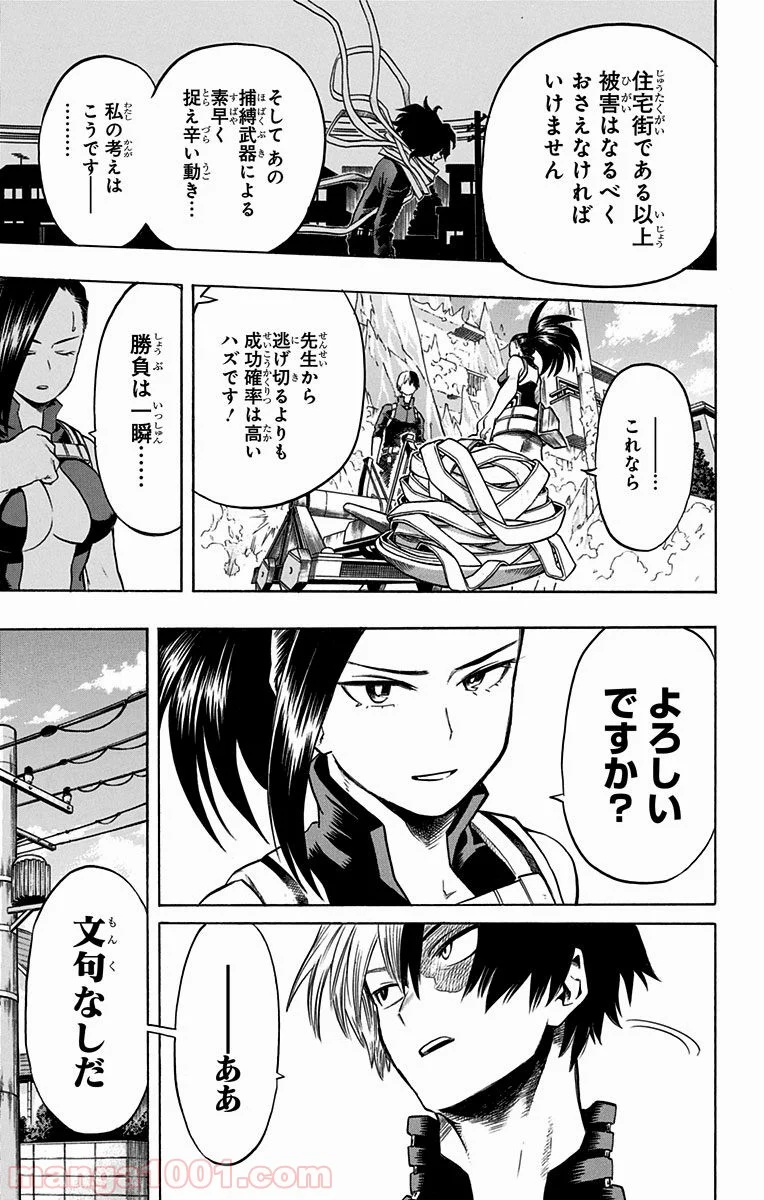 住宅街である以上
被害はなるべく
おさえなければ
いけません
そして あの
捕縛武器による
素早く
捉え辛い動き…
私の考えは
こうです――
………
――…
これなら
先生から
逃げ切るよりも
成功確率は高い
ハズです!
勝負は一瞬
……
よろしい
ですか?
――ああ
文句なしだ
manga1001.com